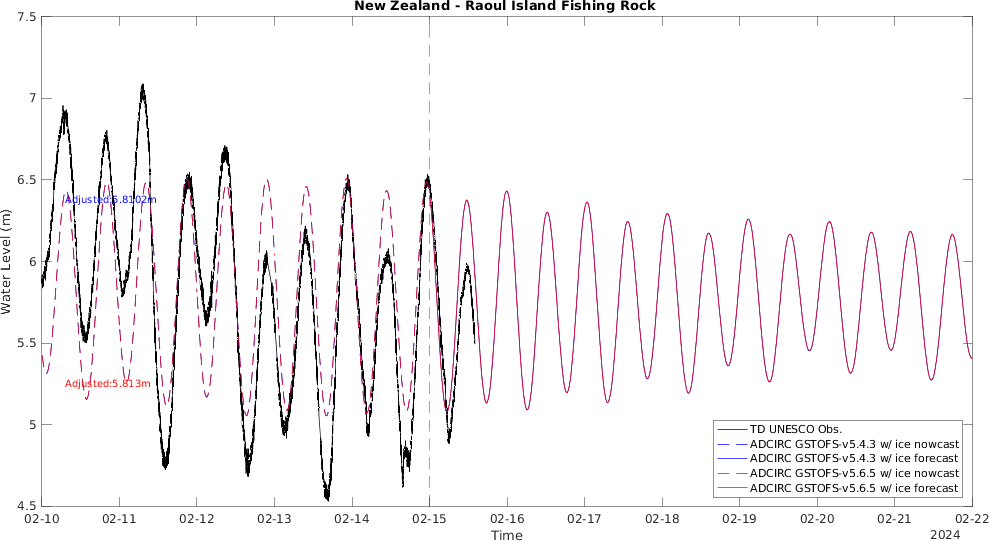 New Zealand - Raoul Island Fishing Rock
7.5
7
6.5
6
5.5
5
4.5
Water Level (m)
Adjusted:5.8102m
Adjusted:5.813m
TD UNESCO Obs.
ADCIRC GSTOFS-v5.4.3 w/ ice nowcast
ADCIRC GSTOFS-v5.4.3 w/ ice forecast
ADCIRC GSTOFS-v5.6.5 w/ ice nowcast
ADCIRC GSTOFS-v5.6.5 w/ ice forecast
02-10 02-11 02-12 02-13 02-14 02-15 02-16 02-17 02-18 02-19 02-20 02-21 02-22
Time
2024